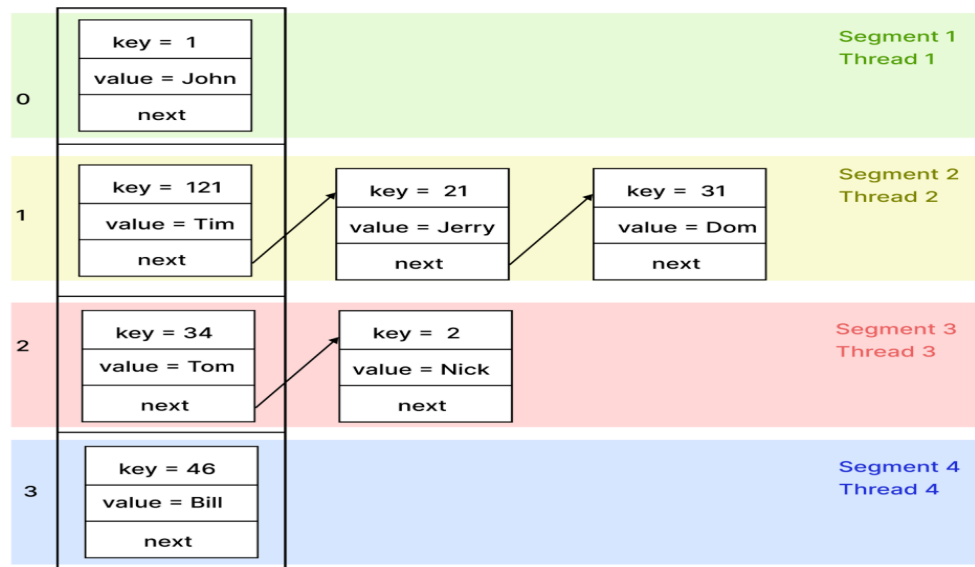 key = 1
value = John
next
0
Segment 1
Thread 1
key = 121
value = Tim
next
1
key = 21
value = Jerry
next
key = 31
value = Dom
next
Segment 2
Thread 2
key = 34
value = Tom
next
2
key = 2
value = Nick
next
Segment 3
Thread 3
key = 46
value = Bill
next
3
Segment 4
Thread 4